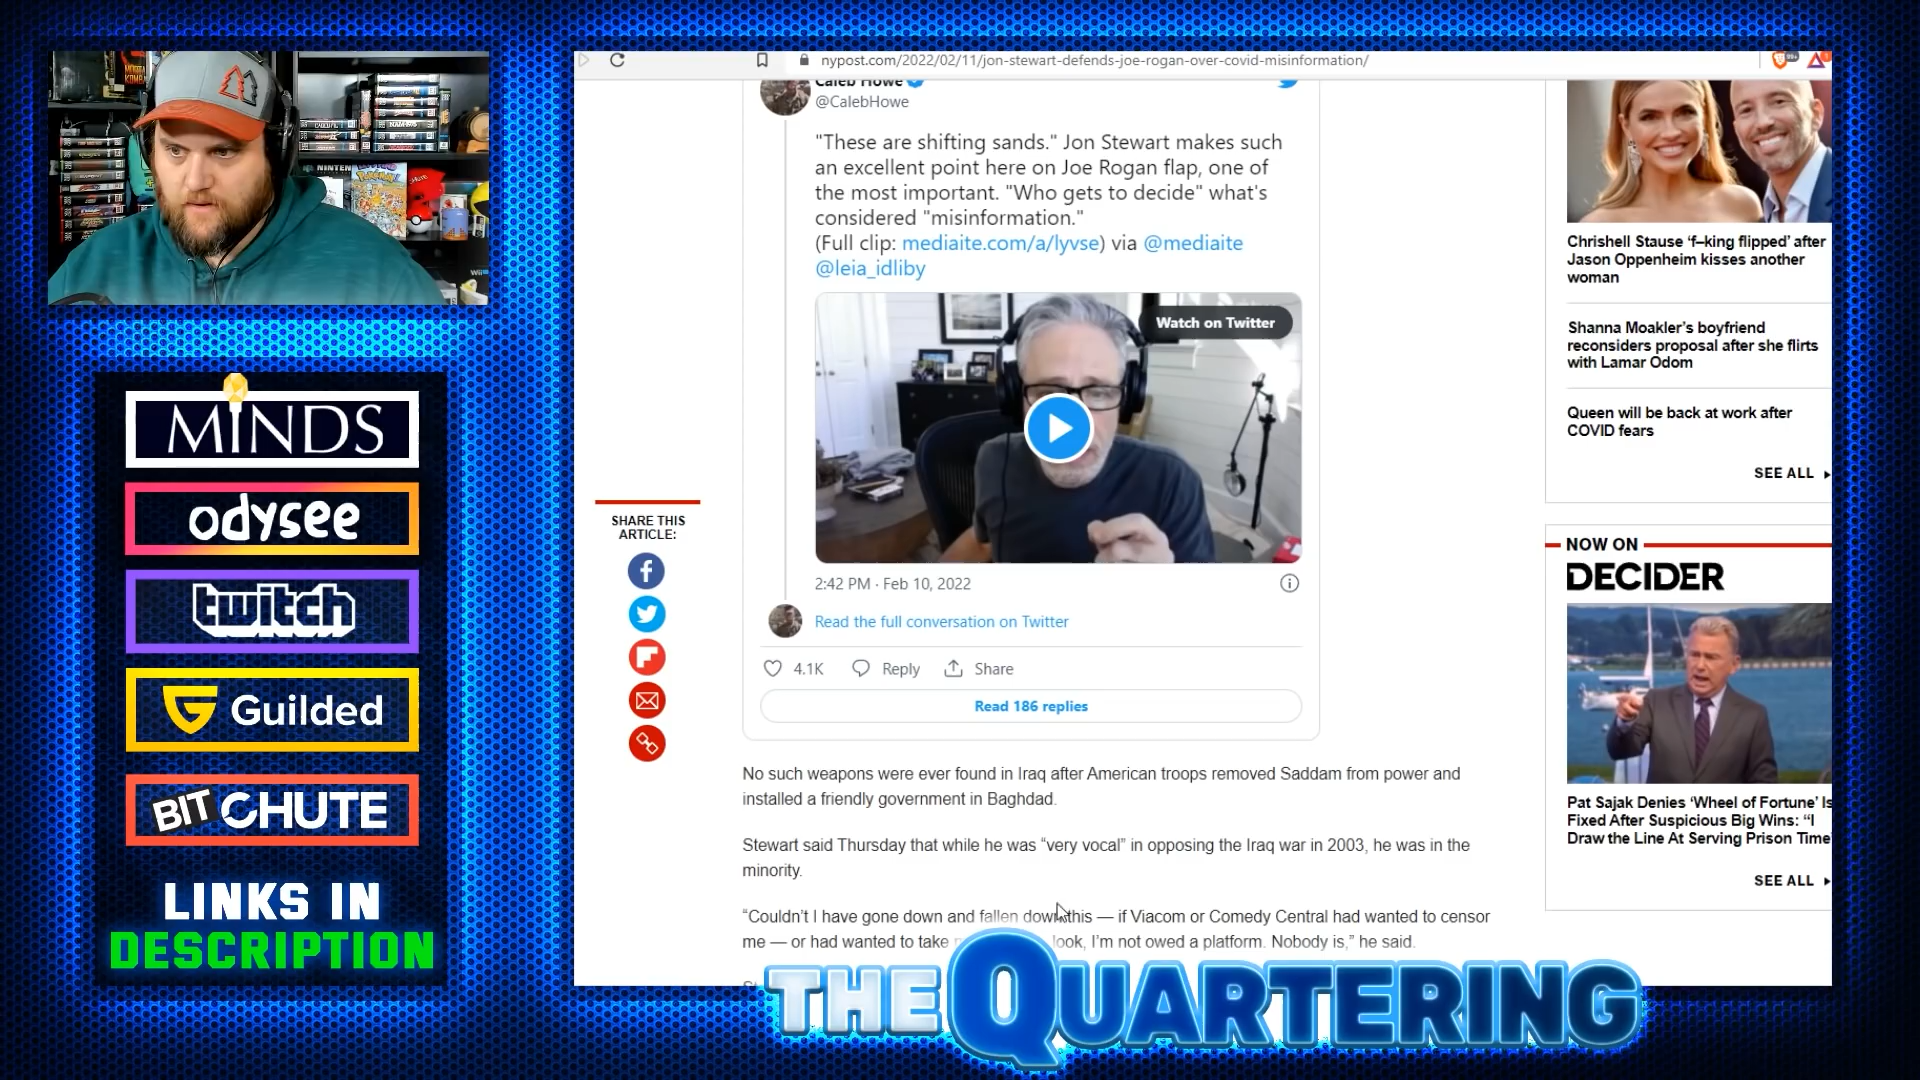 nypost.com/2022/02/11/jon-stewart-defends-joe-rogan-over-covid-misinformation/
Caleb Howe
@CalebHowe
"These are shifting sands." Jon Stewart makes such
an excellent point here on Joe Rogan flap, one of
the most important. "Who gets to decide" what's
considered "misinformation."
(Full clip: mediaite.com/a/lyvse) via @mediaite
@leia_idliby
Watch on Twitter
2:42 PM · Feb 10, 2022
Read the full conversation on Twitter
4.1K Reply Share
Read 186 replies
No such weapons were ever found in Iraq after American troops removed Saddam from power and
installed a friendly government in Baghdad.
Stewart said Thursday that while he was “very vocal” in opposing the Iraq war in 2003, he was in the
minority.
“Couldn’t I have gone down and fallen down this — if Viacom or Comedy Central had wanted to censor
me — or had wanted to take look, I’m not owed a platform. Nobody is,” he said.
SHARE THIS
ARTICLE:
Chrishell Stause ‘f–king flipped’ after
Jason Oppenheim kisses another
woman
Shanna Moakler’s boyfriend
reconsiders proposal after she flirts
with Lamar Odom
Queen will be back at work after
COVID fears
SEE ALL
NOW ON
DECIDER
Pat Sajak Denies ‘Wheel of Fortune’ Is
Fixed After Suspicious Big Wins: “I
Draw the Line At Serving Prison Time
SEE ALL
MINDS
odysee
twitch
Guilded
BITCHUTE
LINKS IN
DESCRIPTION
THE QUARTERING